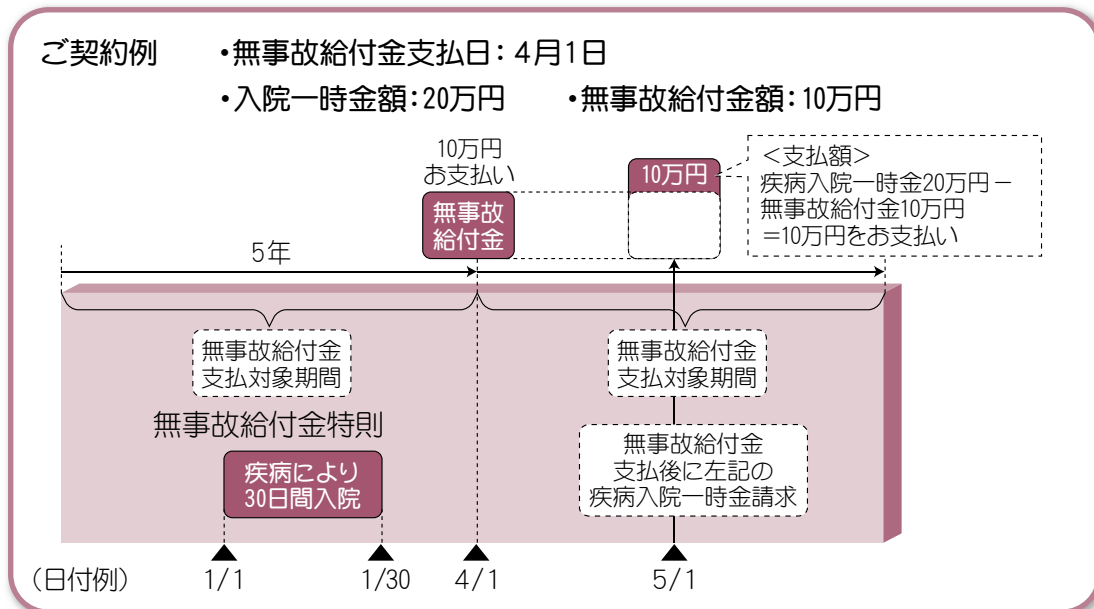 ご契約例 ・無事故給付金支払日：4月1日
・入院一時金額：20万円 ・無事故給付金額：10万円
10万円
お支払い
無事故
給付金
10万円
＜支払額＞
疾病入院一時金20万円－
無事故給付金10万円
＝10万円をお支払い
5年
無事故給付金
支払対象期間
無事故給付金
支払対象期間
無事故給付金特則
疾病により
30日間入院
無事故給付金
支払後に左記の
疾病入院一時金請求
（日付例） 1/1 1/30 4/1 5/1